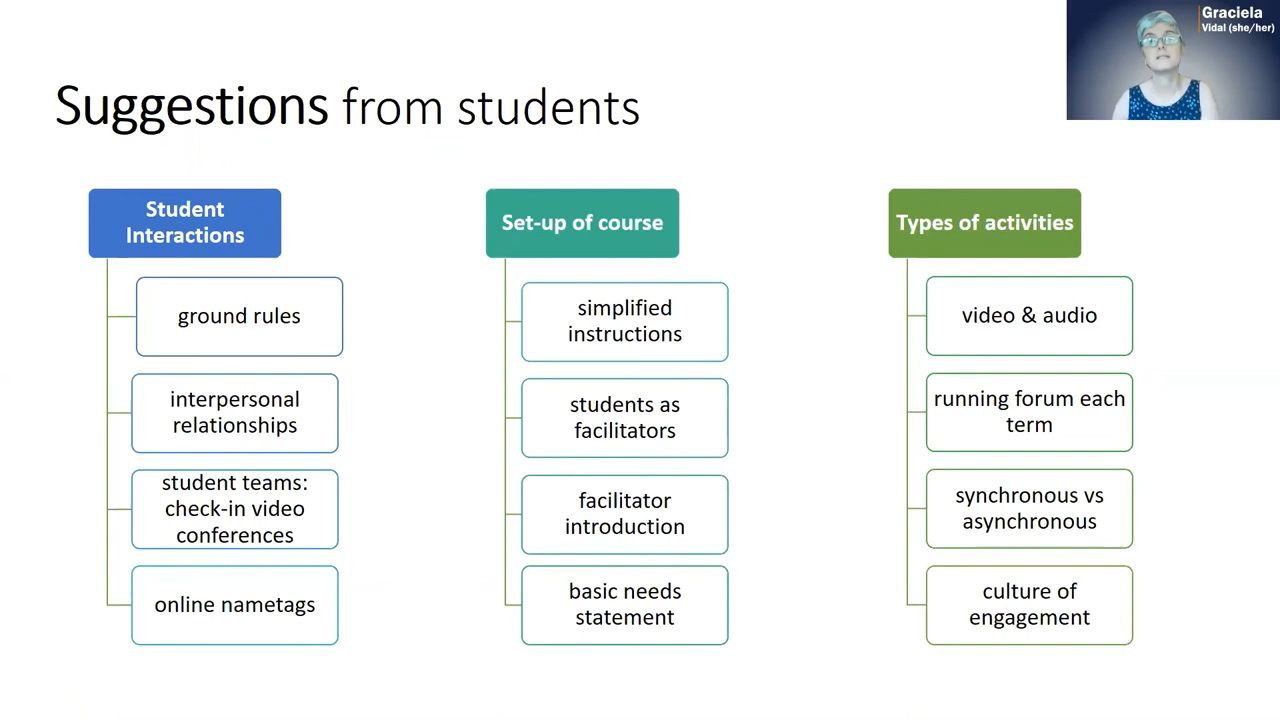 Graciela
Vidal (she/her)
Suggestions from students
Student
Interactions
ground rules
interpersonal
relationships
student teams:
check-in video
conferences
online nametags
Set-up of course
simplified
instructions
students as
facilitators
facilitator
introduction
basic needs
statement
Types of activities
video & audio
running forum each
term
synchronous vs
asynchronous
culture of
engagement